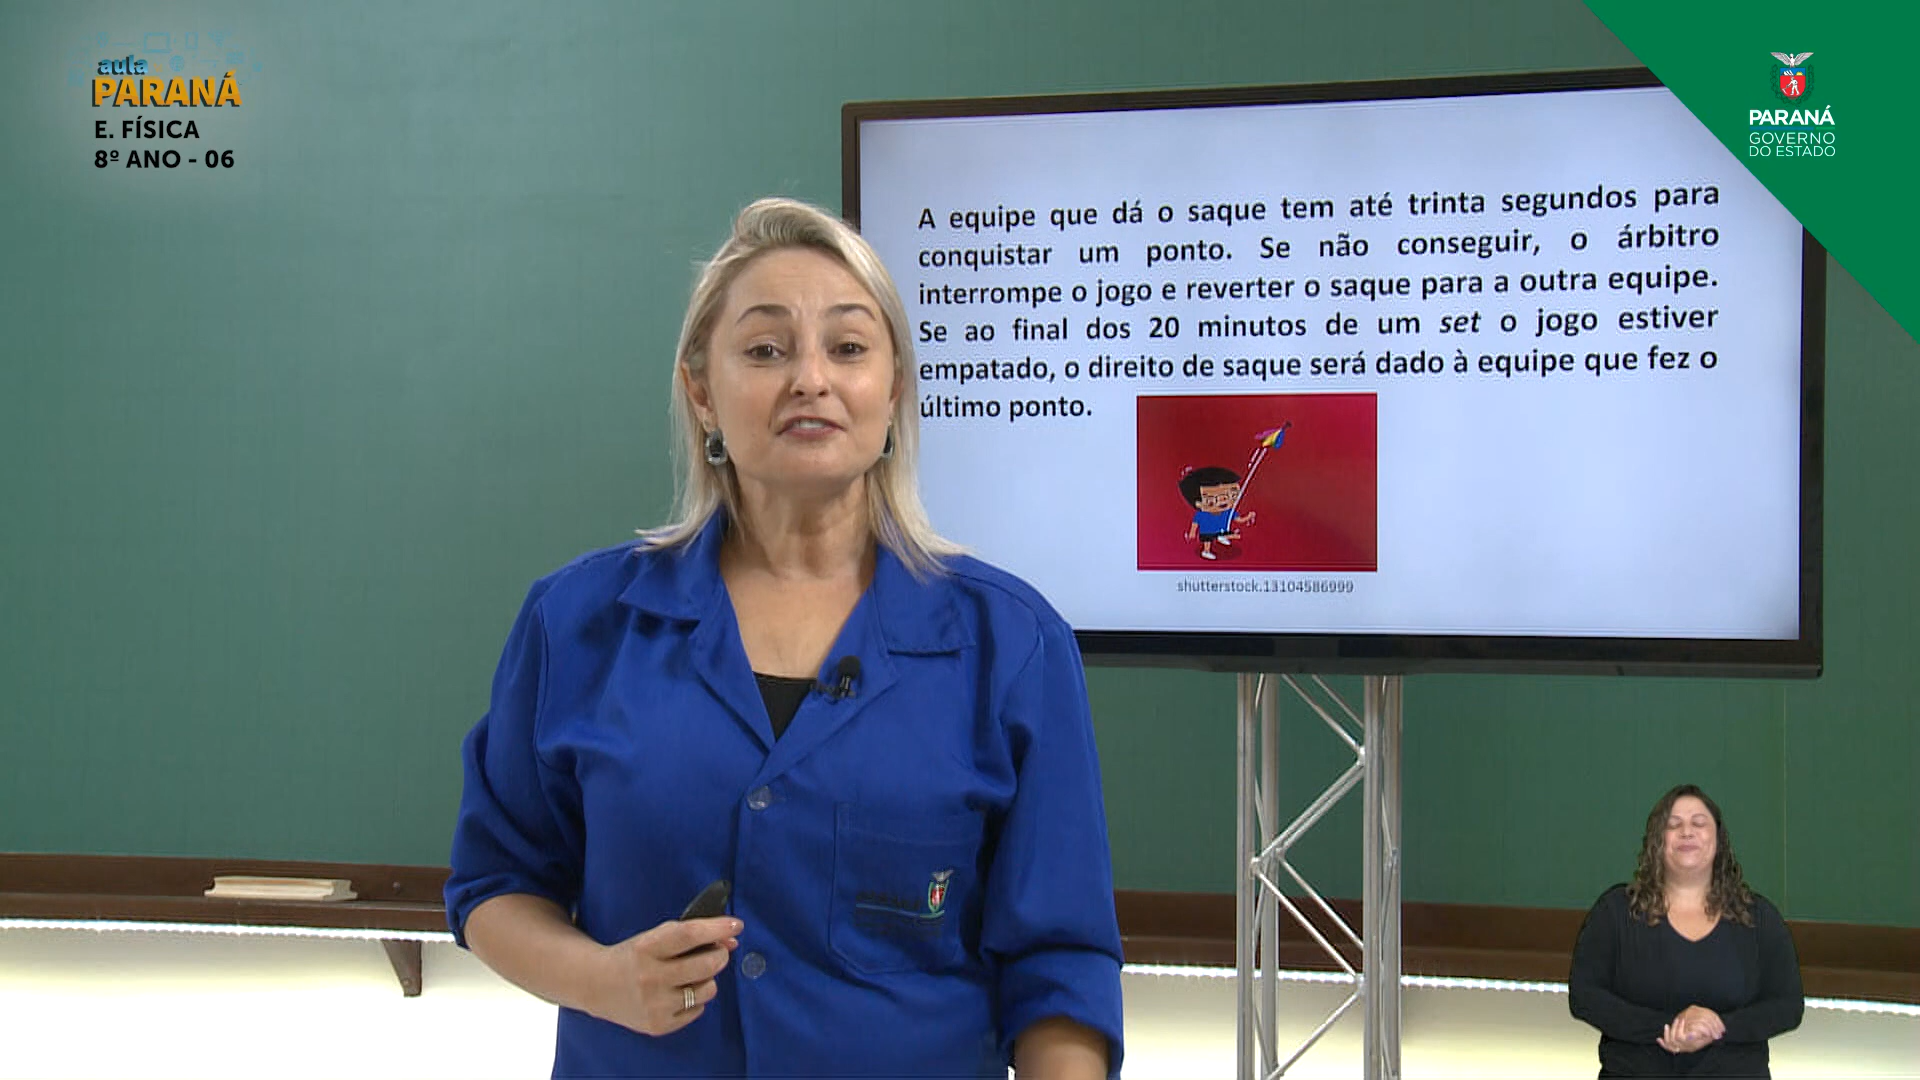 aula
PARANÁ
E. FÍSICA
8º ANO - 06
PARANÁ
GOVERNO
DO ESTADO
A equipe que dá o saque tem até trinta segundos para
conquistar um ponto. Se não conseguir, o árbitro
interrompe o jogo e reverter o saque para a outra equipe.
Se ao final dos 20 minutos de um set o jogo estiver
empatado, o direito de saque será dado à equipe que fez o
último ponto.
shutterstock.13104586999